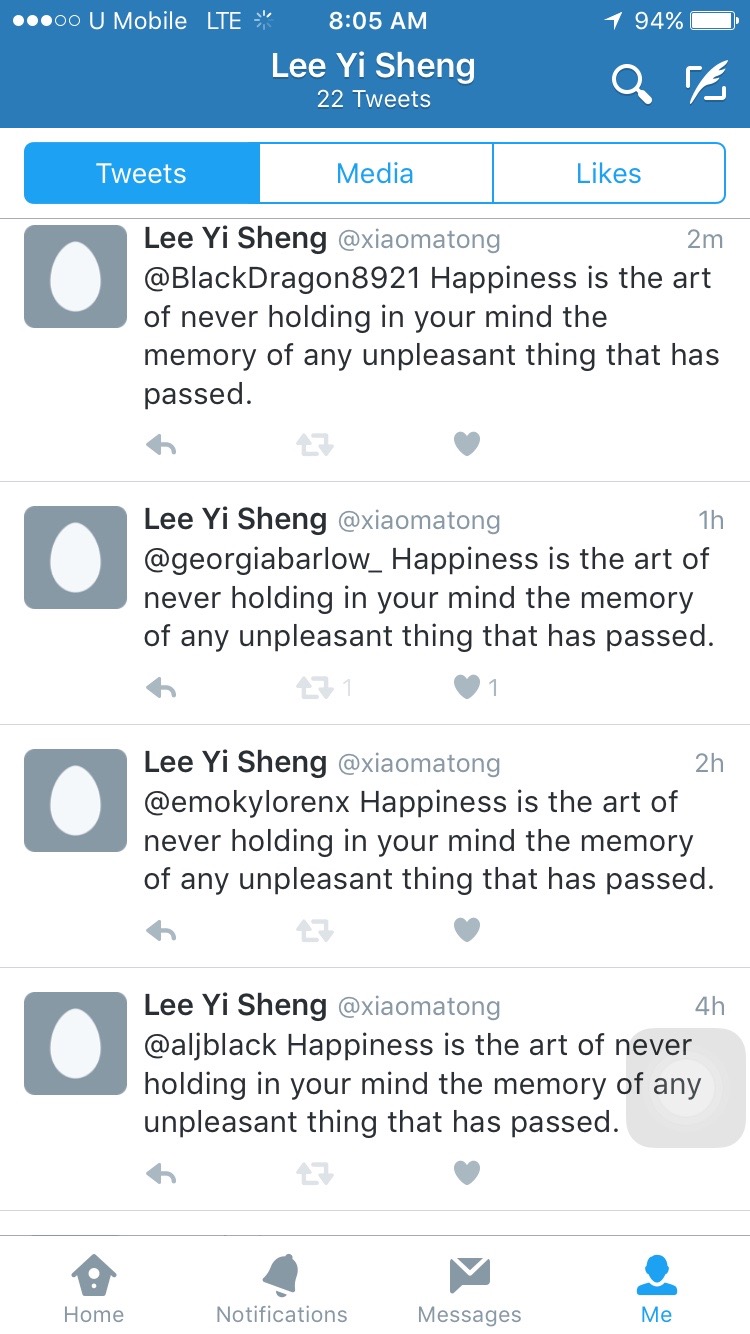 U Mobile LTE 8:05 AM 94%
Lee Yi Sheng
22 Tweets
Tweets Media Likes
Lee Yi Sheng @xiaomatong 2m
@BlackDragon8921 Happiness is the art
of never holding in your mind the
memory of any unpleasant thing that has
passed.
Lee Yi Sheng @xiaomatong 1h
@georgiabarlow_ Happiness is the art of
never holding in your mind the memory
of any unpleasant thing that has passed.
1 1
Lee Yi Sheng @xiaomatong 2h
@emokylorenx Happiness is the art of
never holding in your mind the memory
of any unpleasant thing that has passed.
Lee Yi Sheng @xiaomatong 4h
@aljblack Happiness is the art of never
holding in your mind the memory of any
unpleasant thing that has passed.
Home Notifications Messages Me